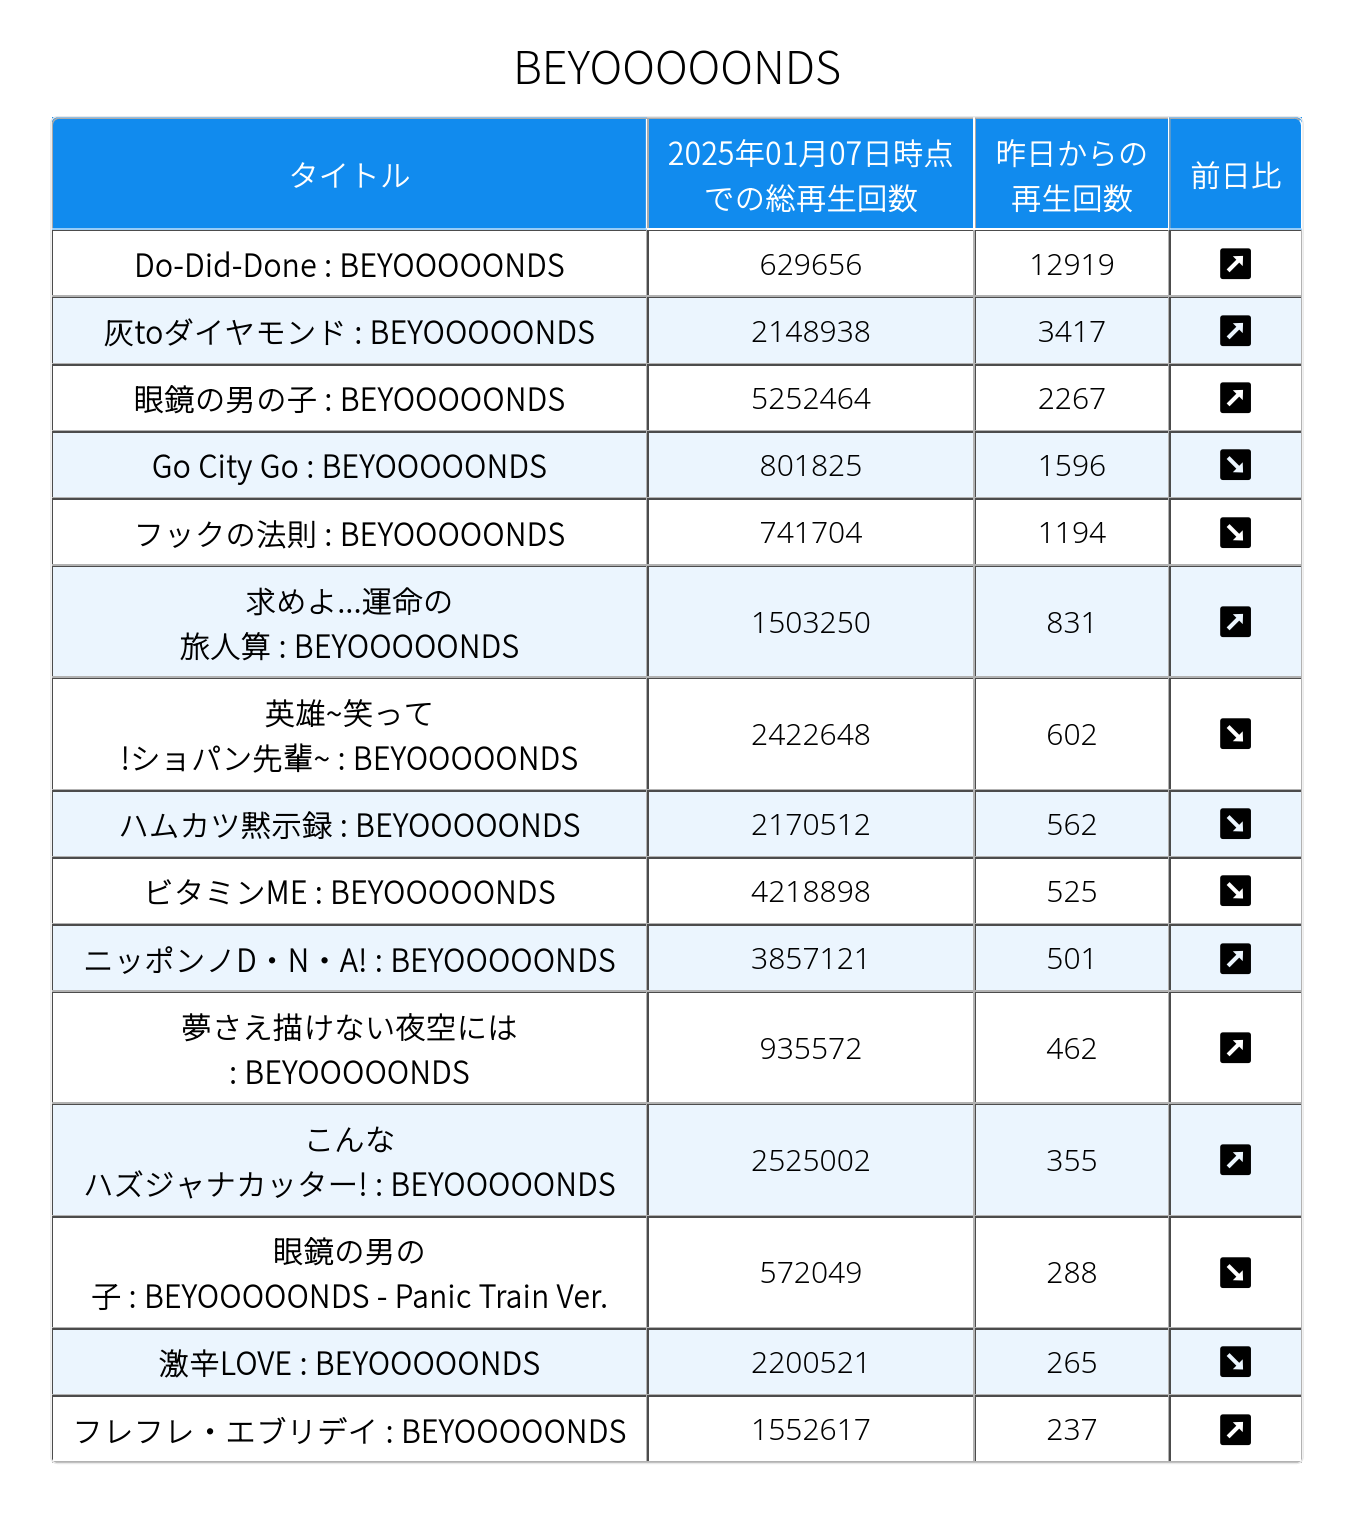 BEYOOOOONDS
タイトル
2025年01月07日時点
での総再生回数
昨日からの
再生回数
前日比
Do-Did-Done : BEYOOOOONDS
629656
12919
灰toダイヤモンド : BEYOOOOONDS
2148938
3417
眼鏡の男の子 : BEYOOOOONDS
5252464
2267
Go City Go : BEYOOOOONDS
801825
1596
フックの法則 : BEYOOOOONDS
741704
1194
求めよ...運命の
旅人算 : BEYOOOOONDS
1503250
831
英雄~笑って
!ショパン先輩~ : BEYOOOOONDS
2422648
602
ハムカツ黙示録 : BEYOOOOONDS
2170512
562
ビタミンME : BEYOOOOONDS
4218898
525
ニッポンノD・N・A! : BEYOOOOONDS
3857121
501
夢さえ描けない夜空には
: BEYOOOOONDS
935572
462
こんな
ハズジャナカッター! : BEYOOOOONDS
2525002
355
眼鏡の男の
子 : BEYOOOOONDS - Panic Train Ver.
572049
288
激辛LOVE : BEYOOOOONDS
2200521
265
フレフレ・エブリデイ : BEYOOOOONDS
1552617
237